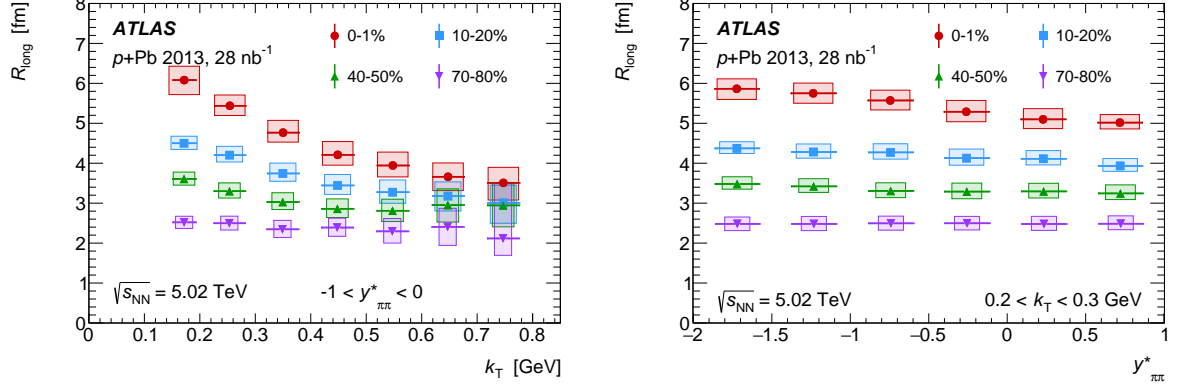 R_long [fm]
8
7
6
5
4
3
2
1
0
ATLAS
p+Pb 2013, 28 nb⁻¹
0-1%
10-20%
40-50%
70-80%
√s_NN = 5.02 TeV
-1 < y*_ππ < 0
0 0.1 0.2 0.3 0.4 0.5 0.6 0.7 0.8
k_T [GeV]
R_long [fm]
8
7
6
5
4
3
2
1
0
ATLAS
p+Pb 2013, 28 nb⁻¹
0-1%
10-20%
40-50%
70-80%
√s_NN = 5.02 TeV
0.2 < k_T < 0.3 GeV
−2 −1.5 −1 −0.5 0 0.5 1
y*_ππ